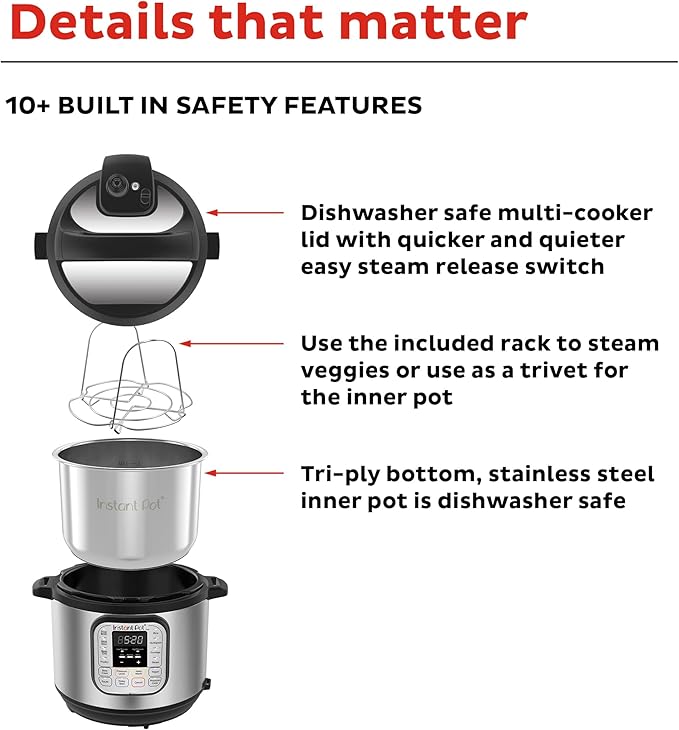 Details that matter
10+ BUILT IN SAFETY FEATURES
Dishwasher safe multi-cooker
lid with quicker and quieter
easy steam release switch
Use the included rack to steam
veggies or use as a trivet for
the inner pot
Tri-ply bottom, stainless steel
inner pot is dishwasher safe
Instant Pot
Instant Pot
5:20